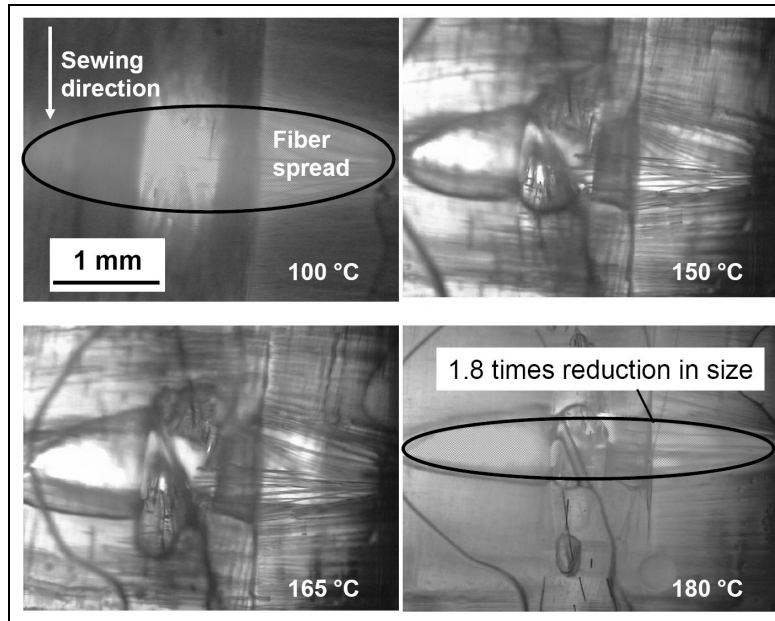 Sewing
direction
Fiber
spread
1 mm
100 °C
150 °C
1.8 times reduction in size
165 °C
180 °C